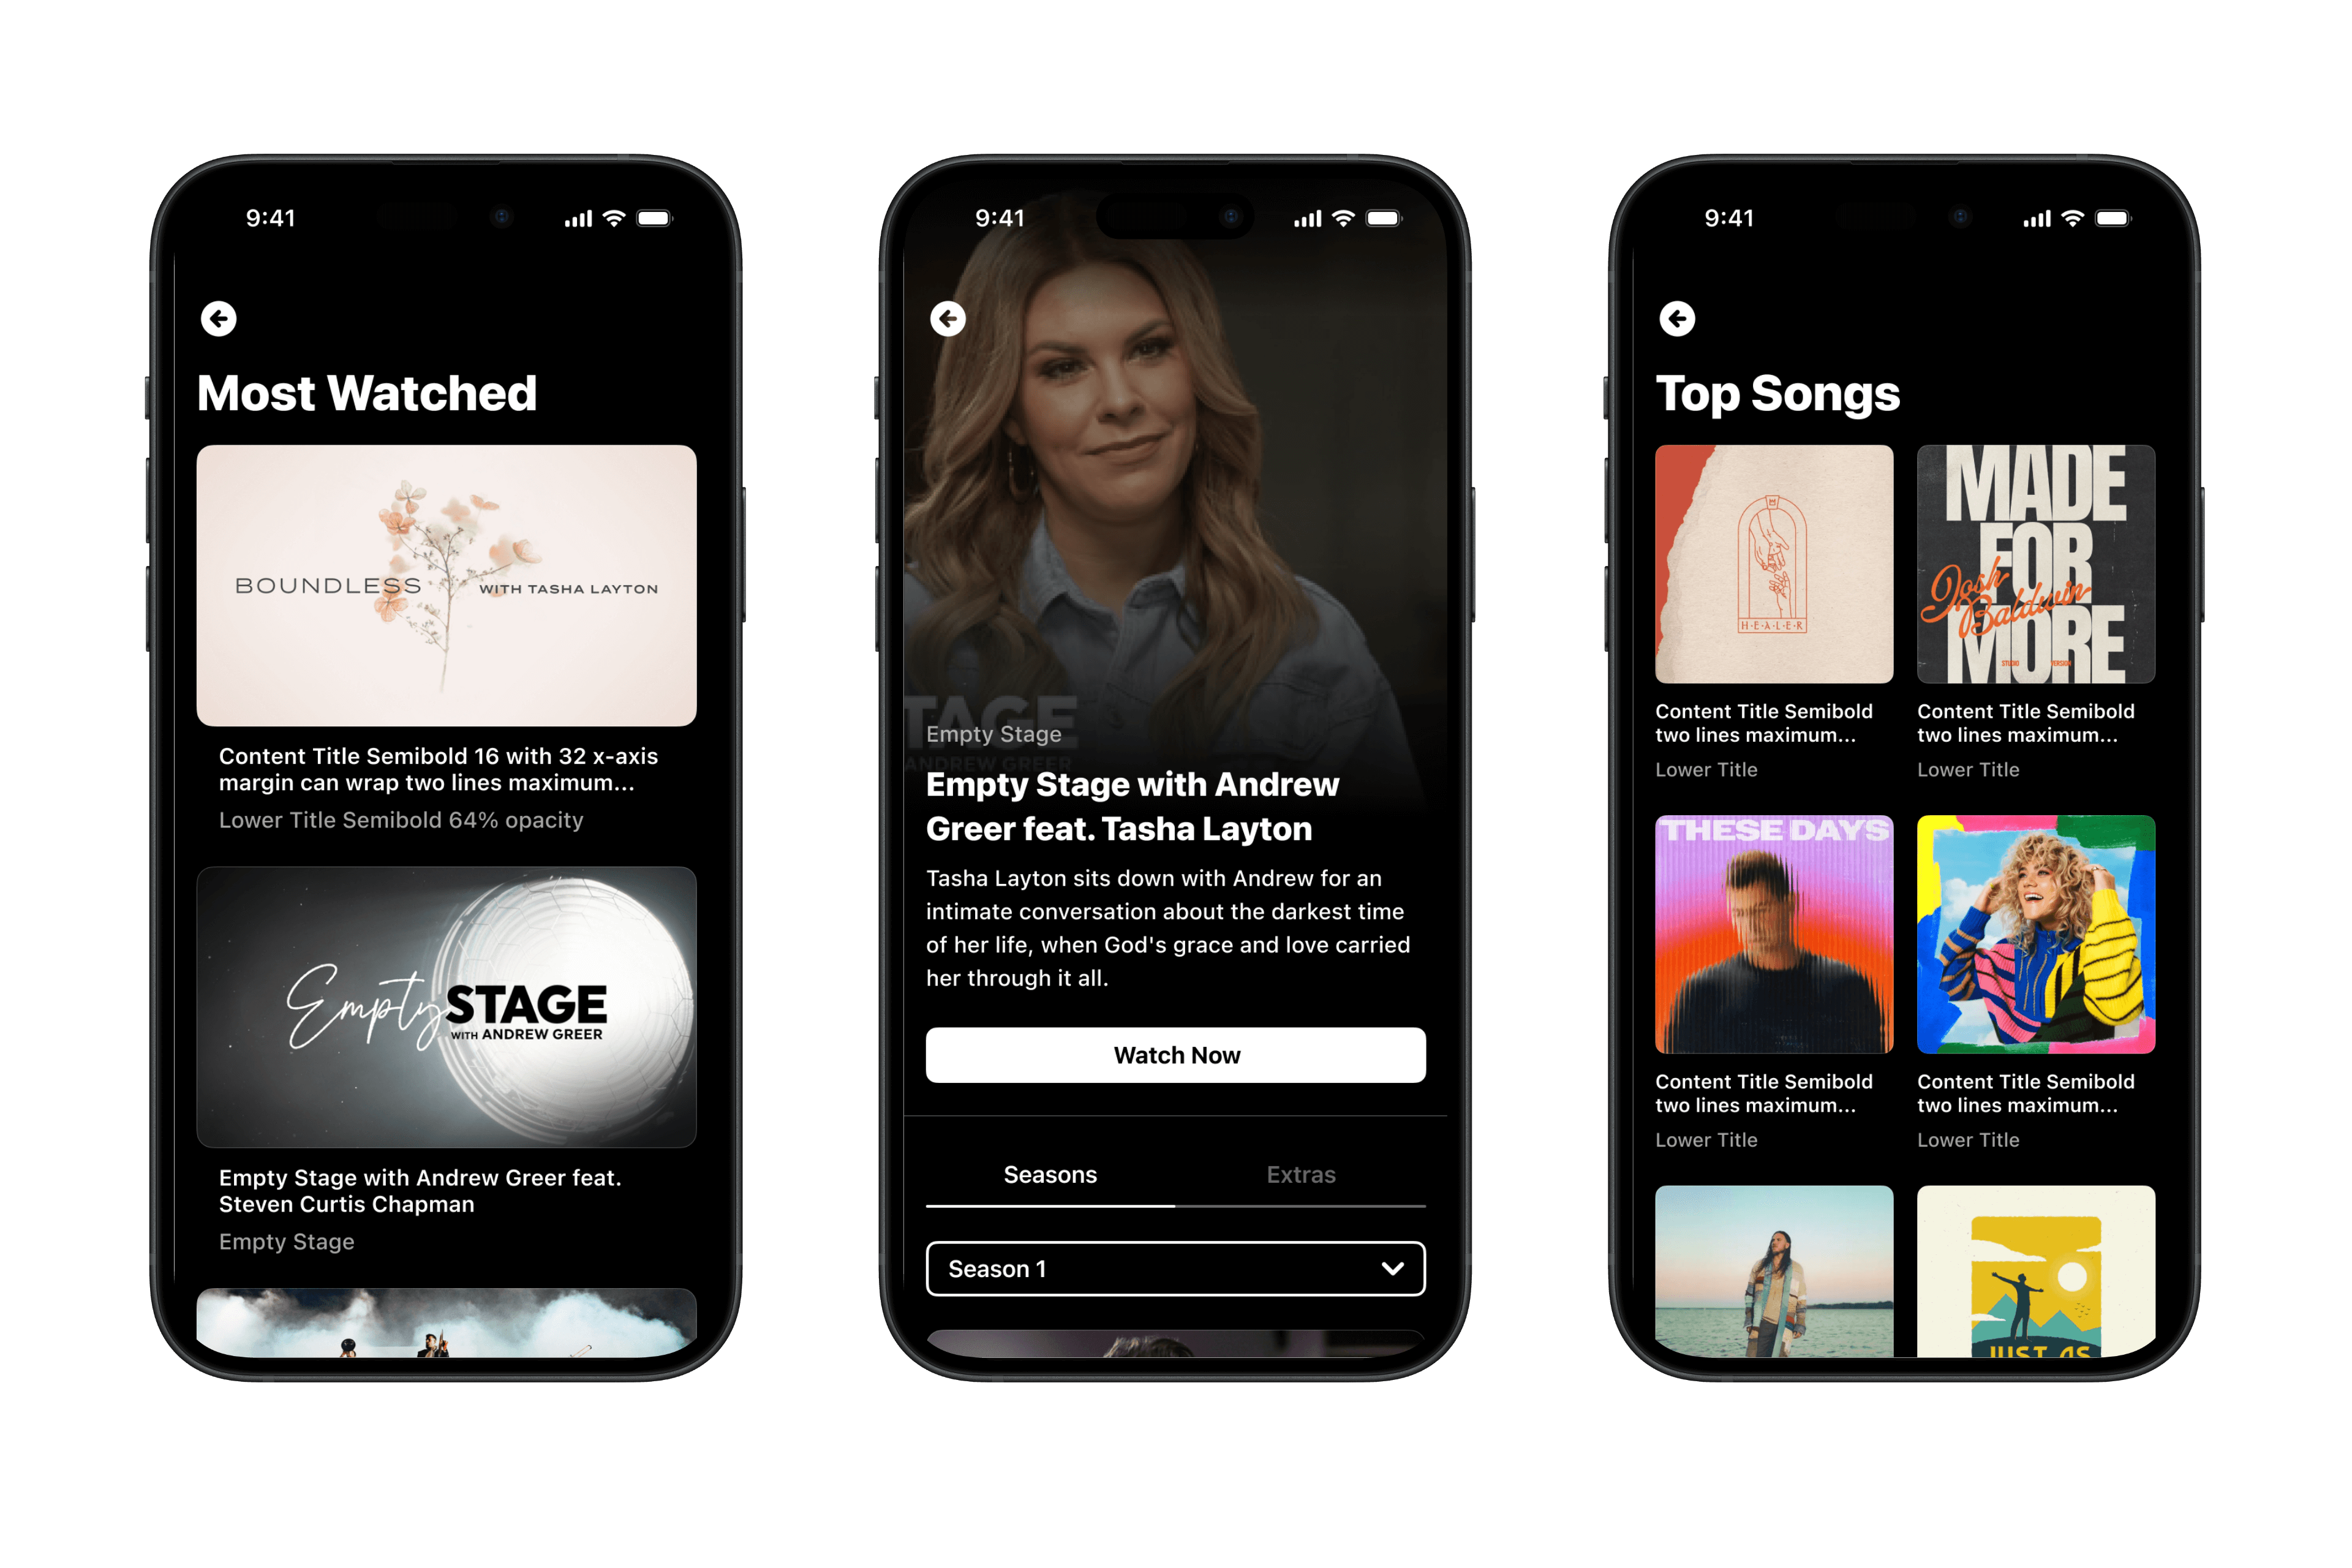 9:41
Most Watched
BOUNDLESS WITH TASHA LAYTON
Content Title Semibold 16 with 32 x-axis
margin can wrap two lines maximum...
Lower Title Semibold 64% opacity
Empty STAGE
WITH ANDREW GREER
Empty Stage with Andrew Greer feat.
Steven Curtis Chapman
Empty Stage
9:41
TAGE
ANDREW GREER
Empty Stage
Empty Stage with Andrew
Greer feat. Tasha Layton
Tasha Layton sits down with Andrew for an
intimate conversation about the darkest time
of her life, when God's grace and love carried
her through it all.
Watch Now
Seasons
Extras
Season 1
9:41
Top Songs
H·E·A·L·E·R
MADE
FOR
MORE
Josh
Baldwin
STUDIO VERSION
Content Title Semibold
two lines maximum...
Lower Title
Content Title Semibold
two lines maximum...
Lower Title
THESE DAYS
Content Title Semibold
two lines maximum...
Lower Title
Content Title Semibold
two lines maximum...
Lower Title
JUST AS